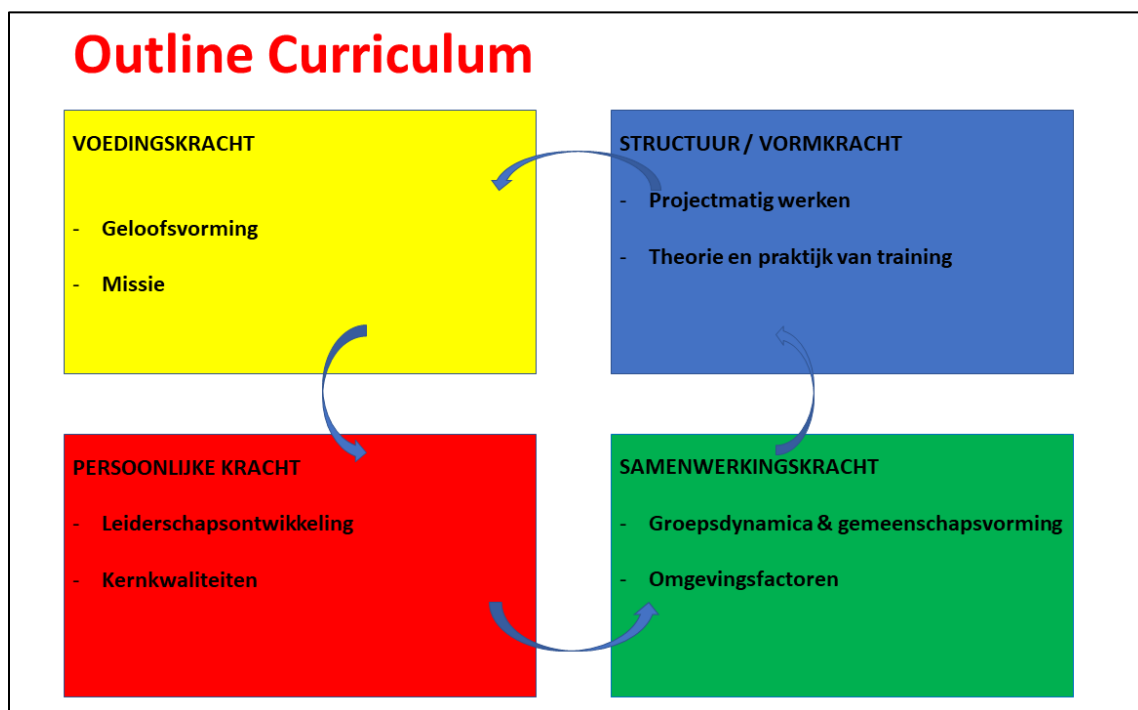 Outline Curriculum
VOEDINGSKRACHT
- Geloofsvorming
- Missie
STRUCTUUR / VORMKRACHT
- Projectmatig werken
- Theorie en praktijk van training
PERSOONLIJKE KRACHT
- Leiderschapsontwikkeling
- Kernkwaliteiten
SAMENWERKINGSKRACHT
- Groepsdynamica & gemeenschapsvorming
- Omgevingsfactoren